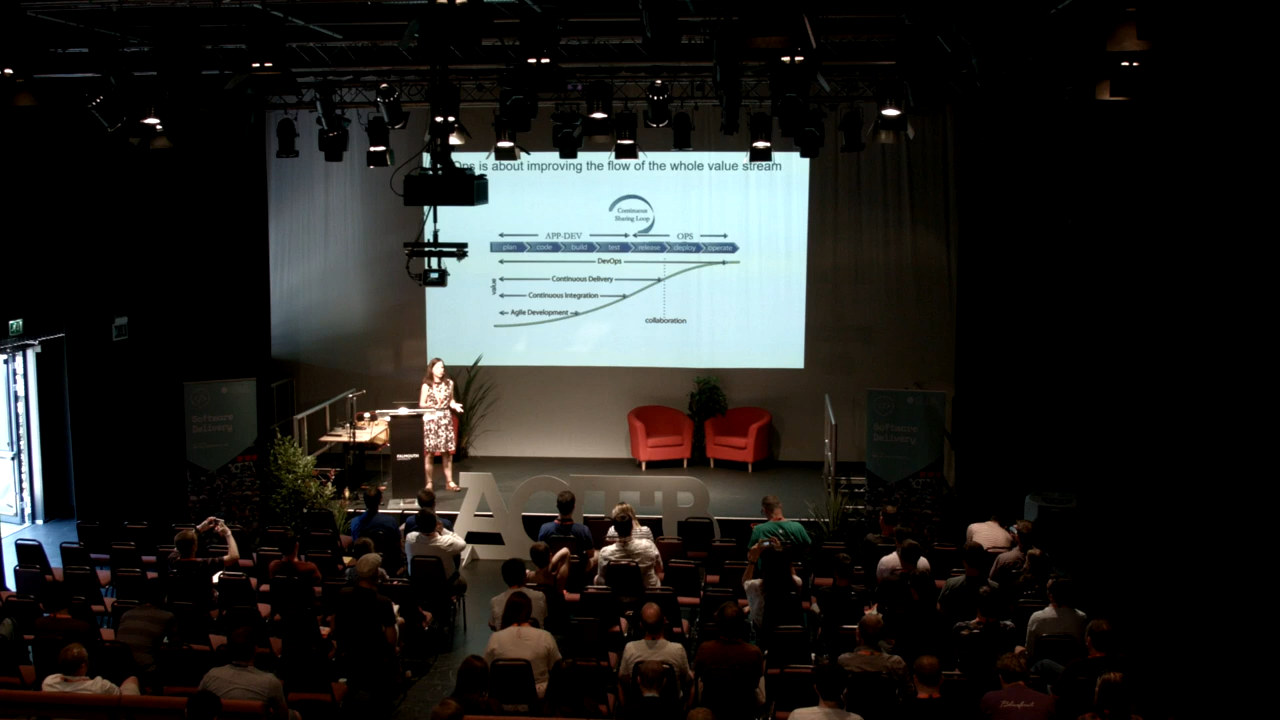 Ops is about improving the flow of the whole value stream
Continuous
Sharing Loop
APP-DEV
OPS
plan
code
build
test
release
deploy
operate
DevOps
Continuous Delivery
value
Continuous Integration
Agile Development
collaboration
Software
Delivery
Software
Delivery
FALMOUTH